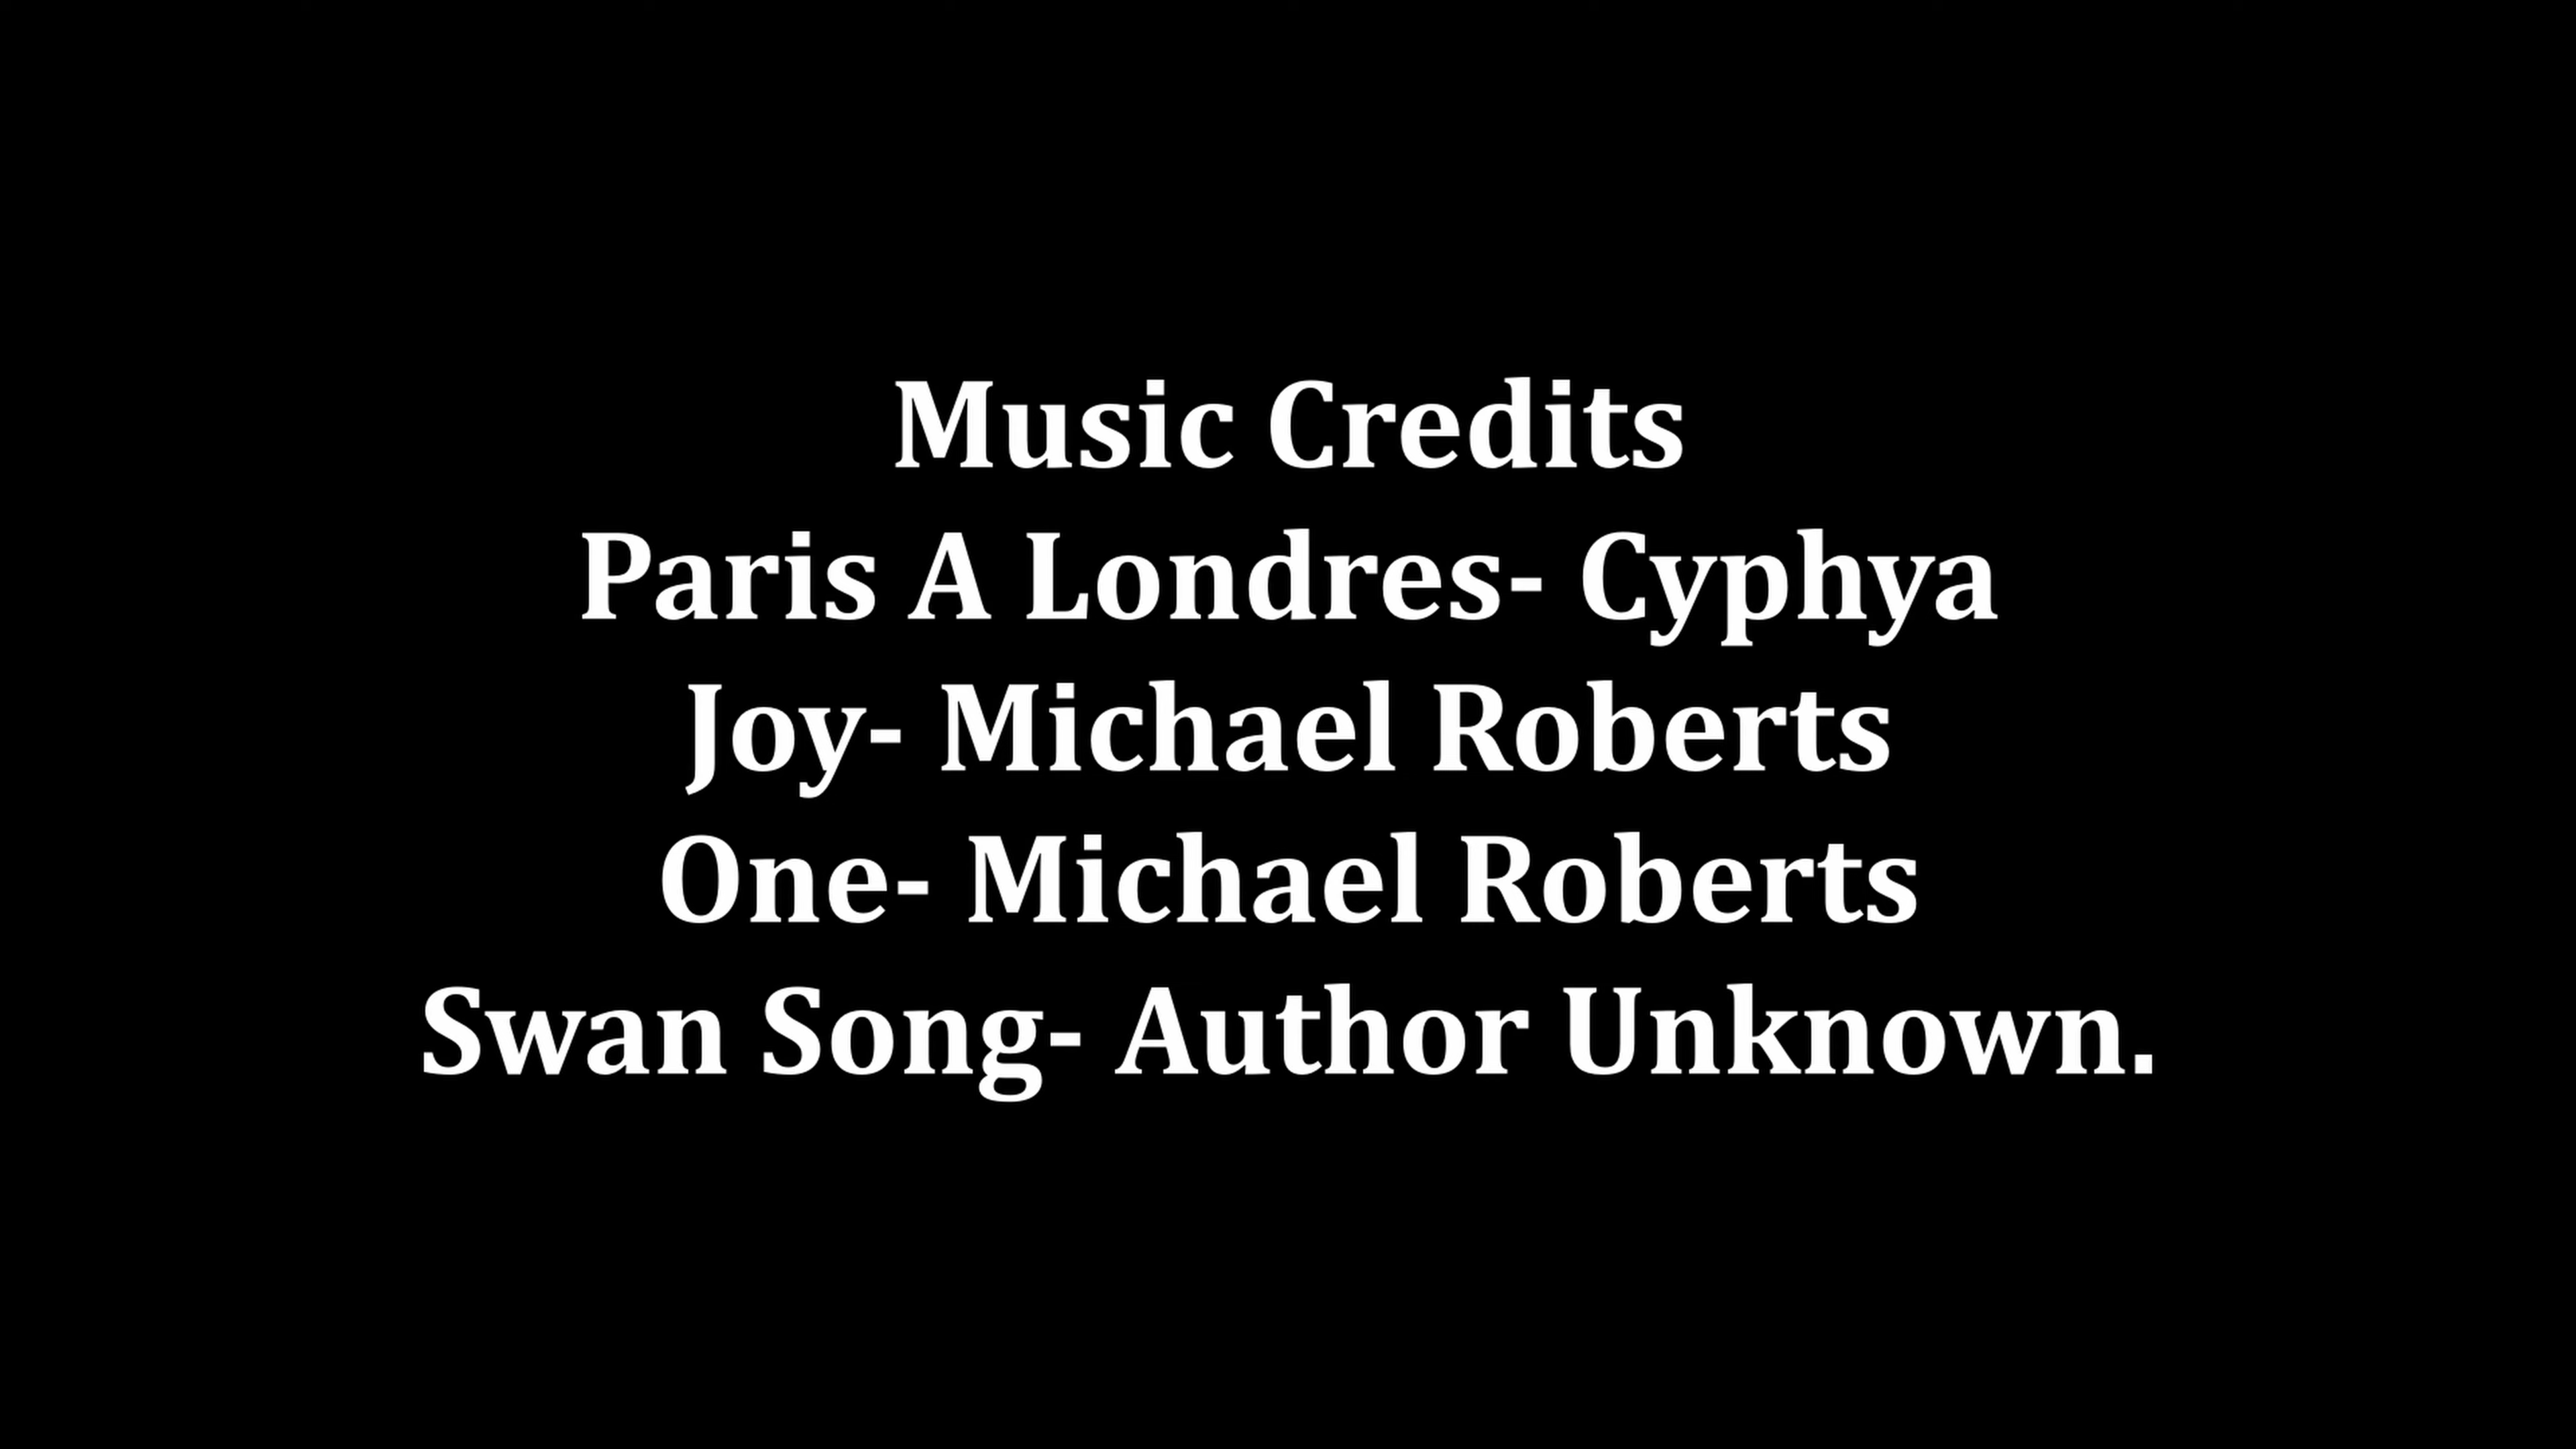 Music Credits
Paris A Londres- Cyphya
Joy- Michael Roberts
One- Michael Roberts
Swan Song- Author Unknown.